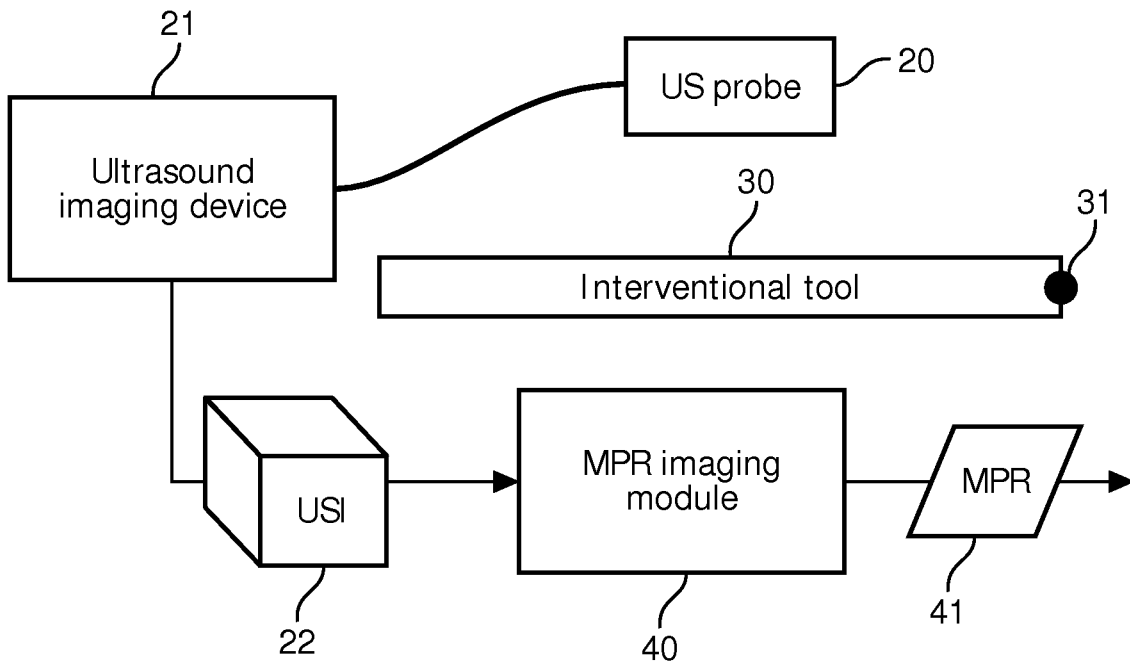 21
US probe
20
Ultrasound
imaging device
30
31
Interventional tool
MPR imaging
module
MPR
USI
41
22
40